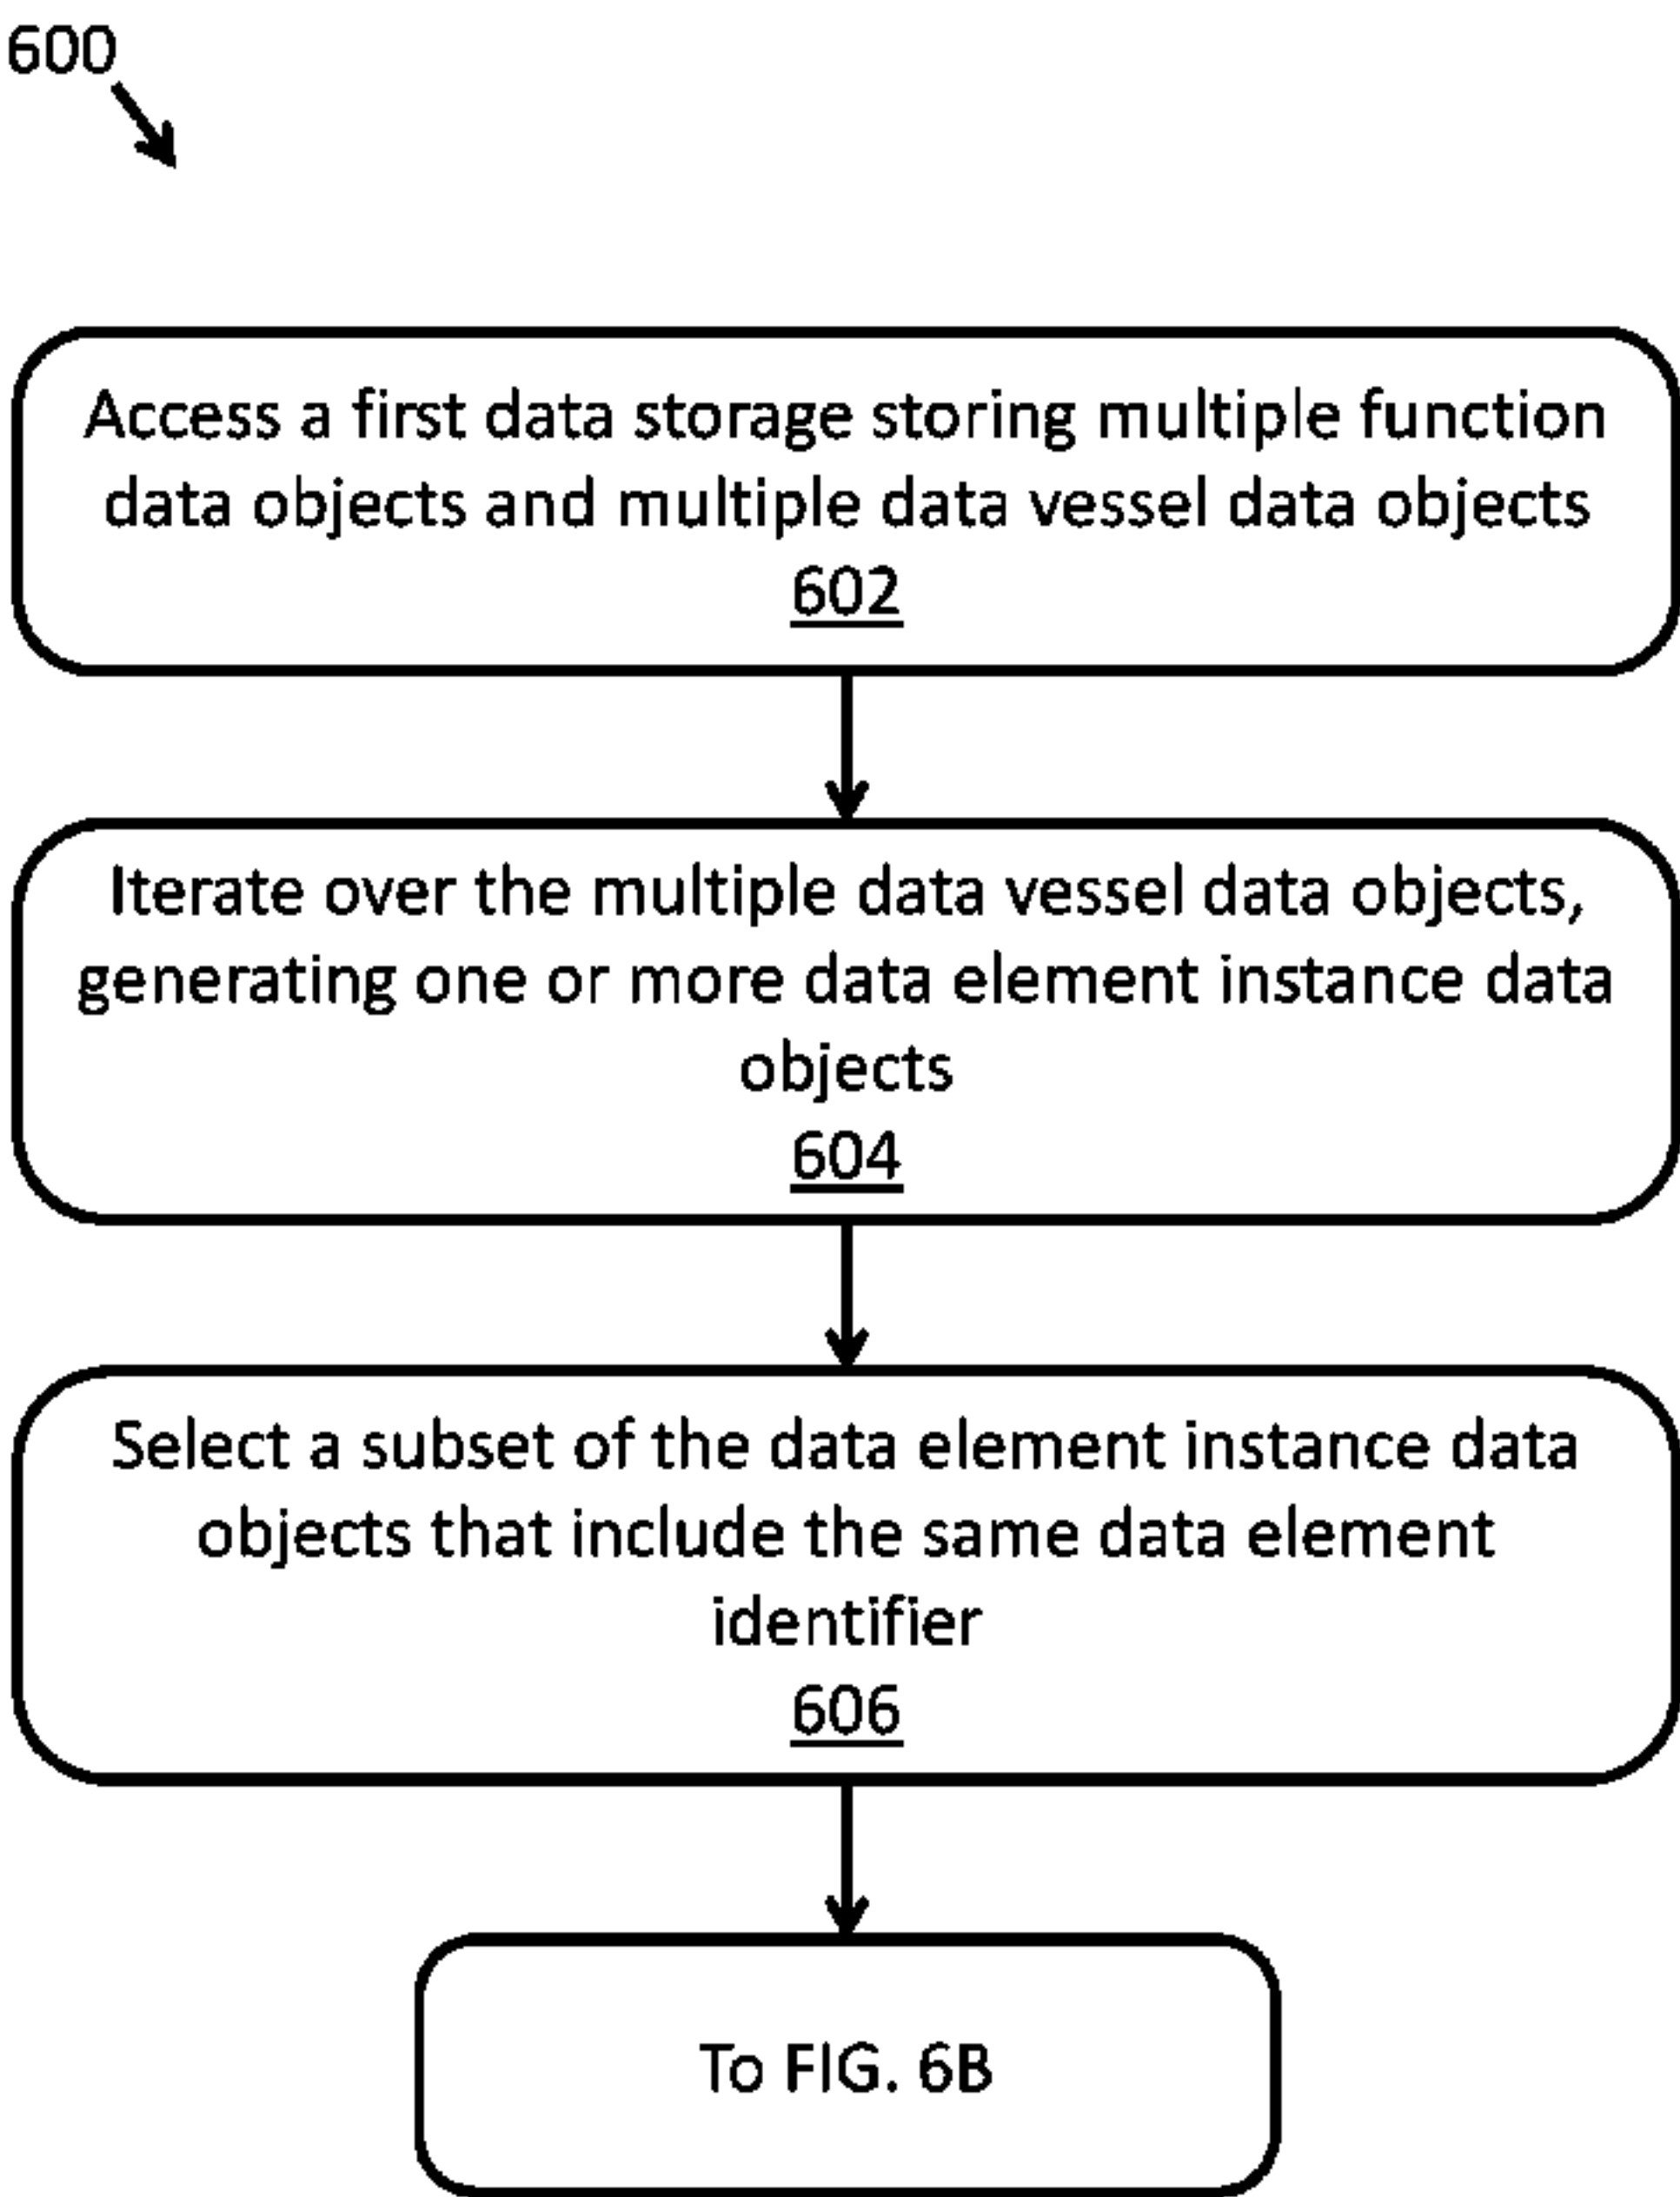 600
Access a first data storage storing multiple function
data objects and multiple data vessel data objects
602
Iterate over the multiple data vessel data objects,
generating one or more data element instance data
objects
604
Select a subset of the data element instance data
objects that include the same data element
identifier
606
To FIG. 6B